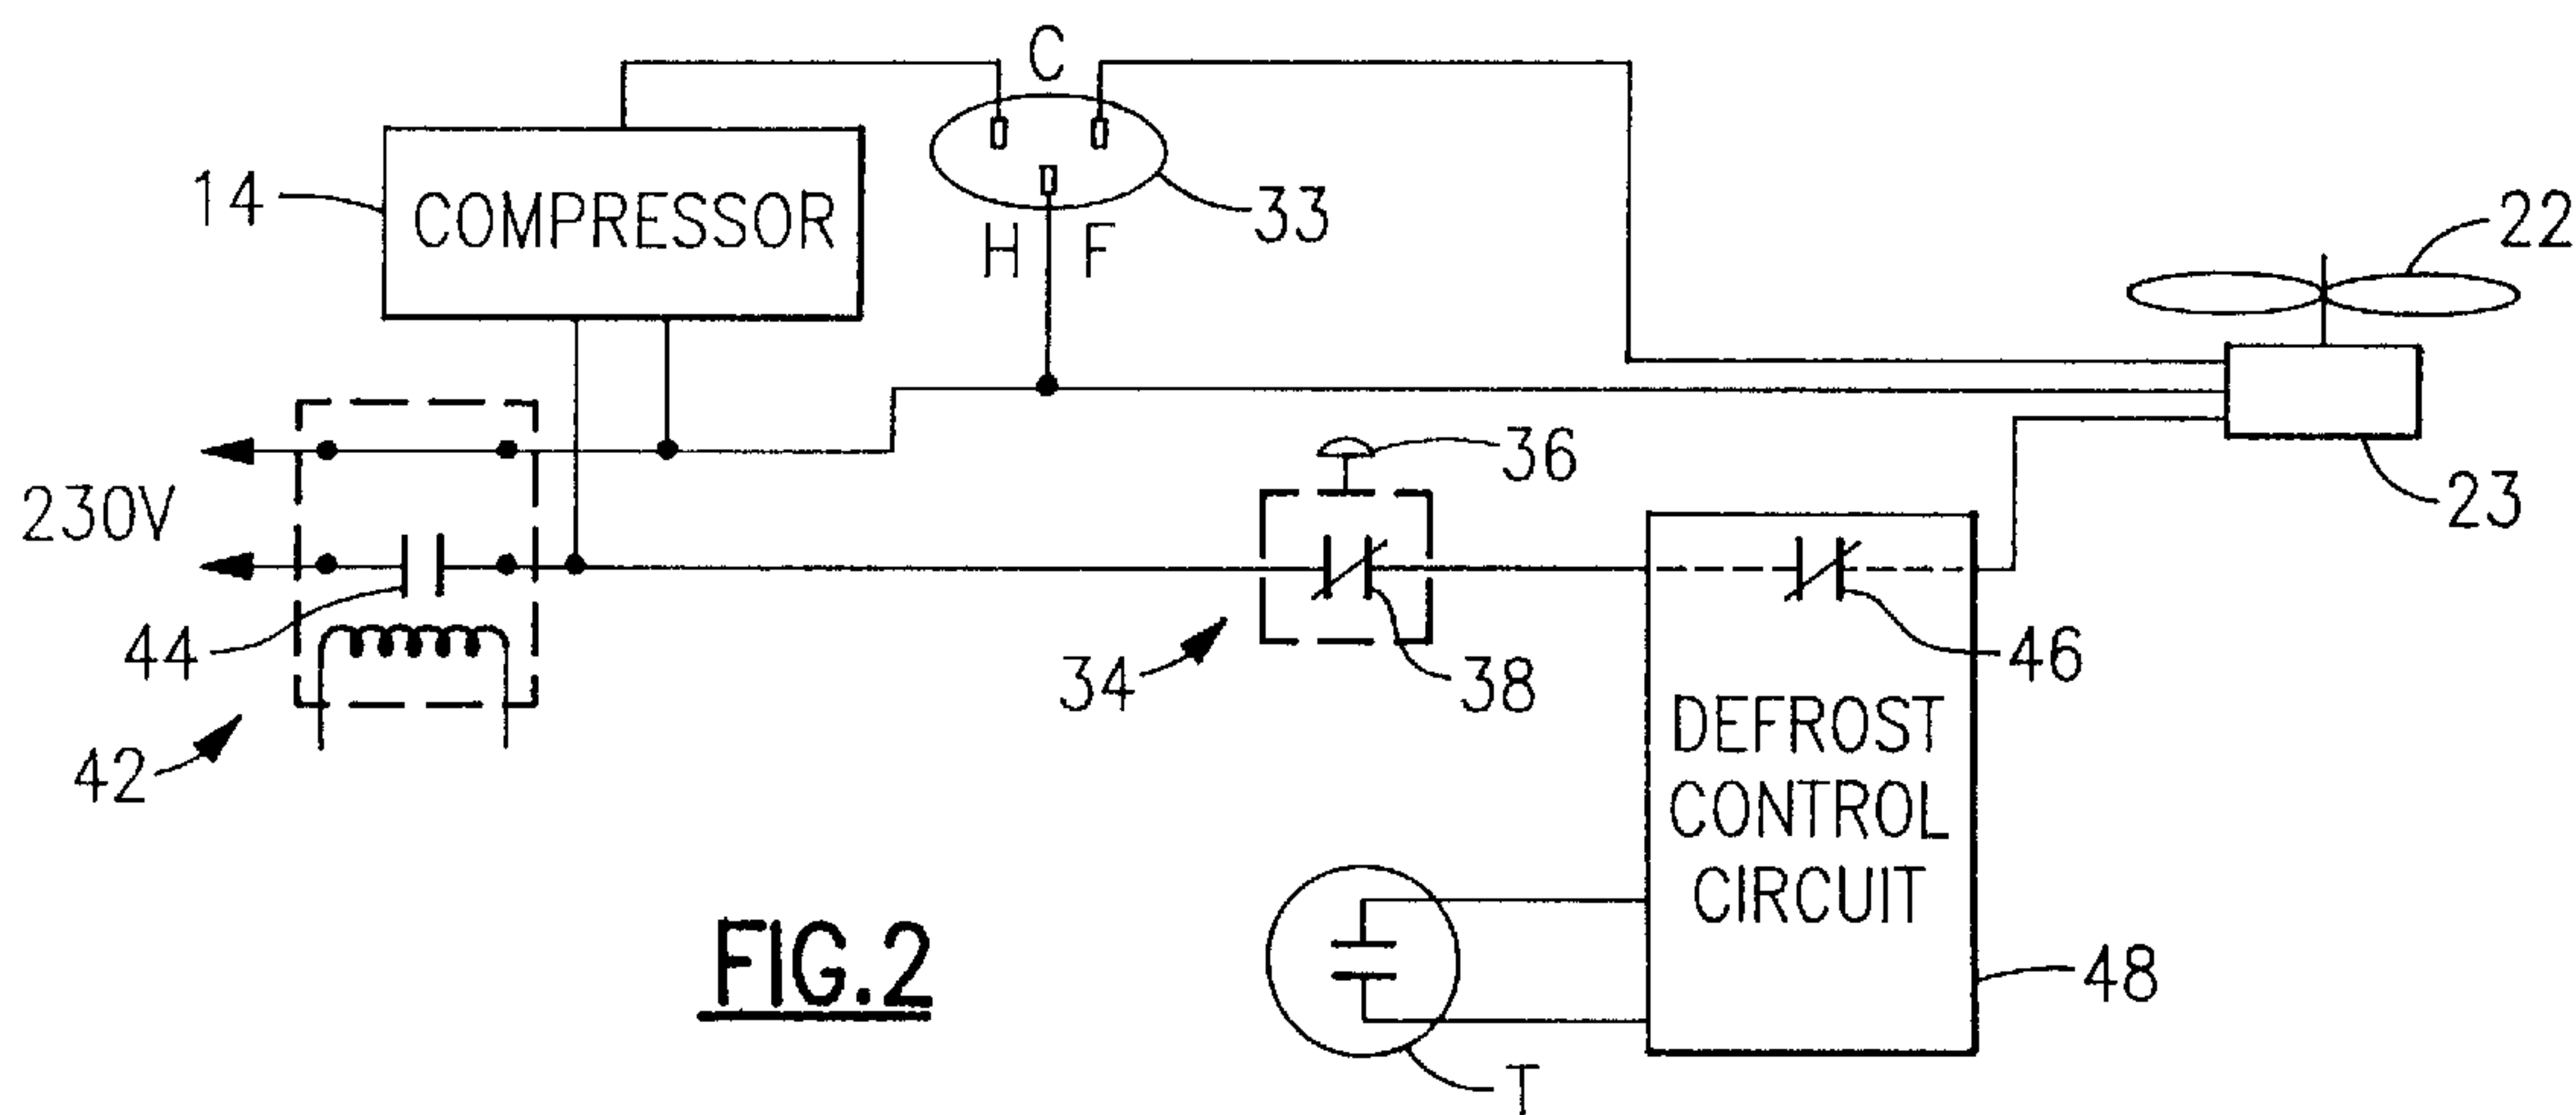 C
14
COMPRESSOR
33
H F
22
230V
36
23
44
34
38
46
42
DEFROST
CONTROL
CIRCUIT
48
FIG.2
T